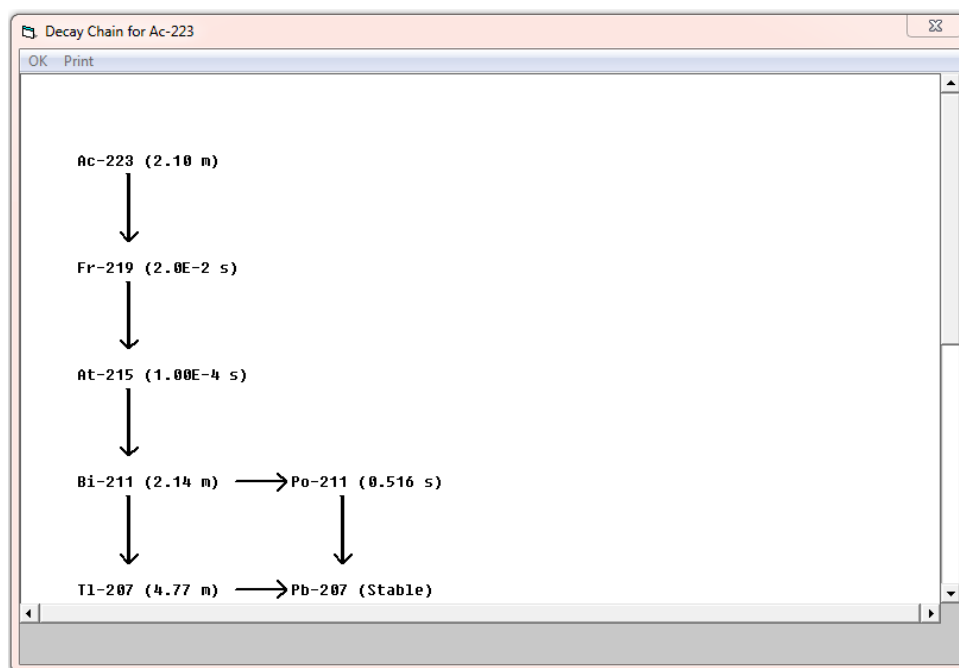 Decay Chain for Ac-223
OK Print
Ac-223 (2.10 m)
Fr-219 (2.0E-2 s)
At-215 (1.00E-4 s)
Bi-211 (2.14 m) Po-211 (0.516 s)
Tl-207 (4.77 m) Pb-207 (Stable)